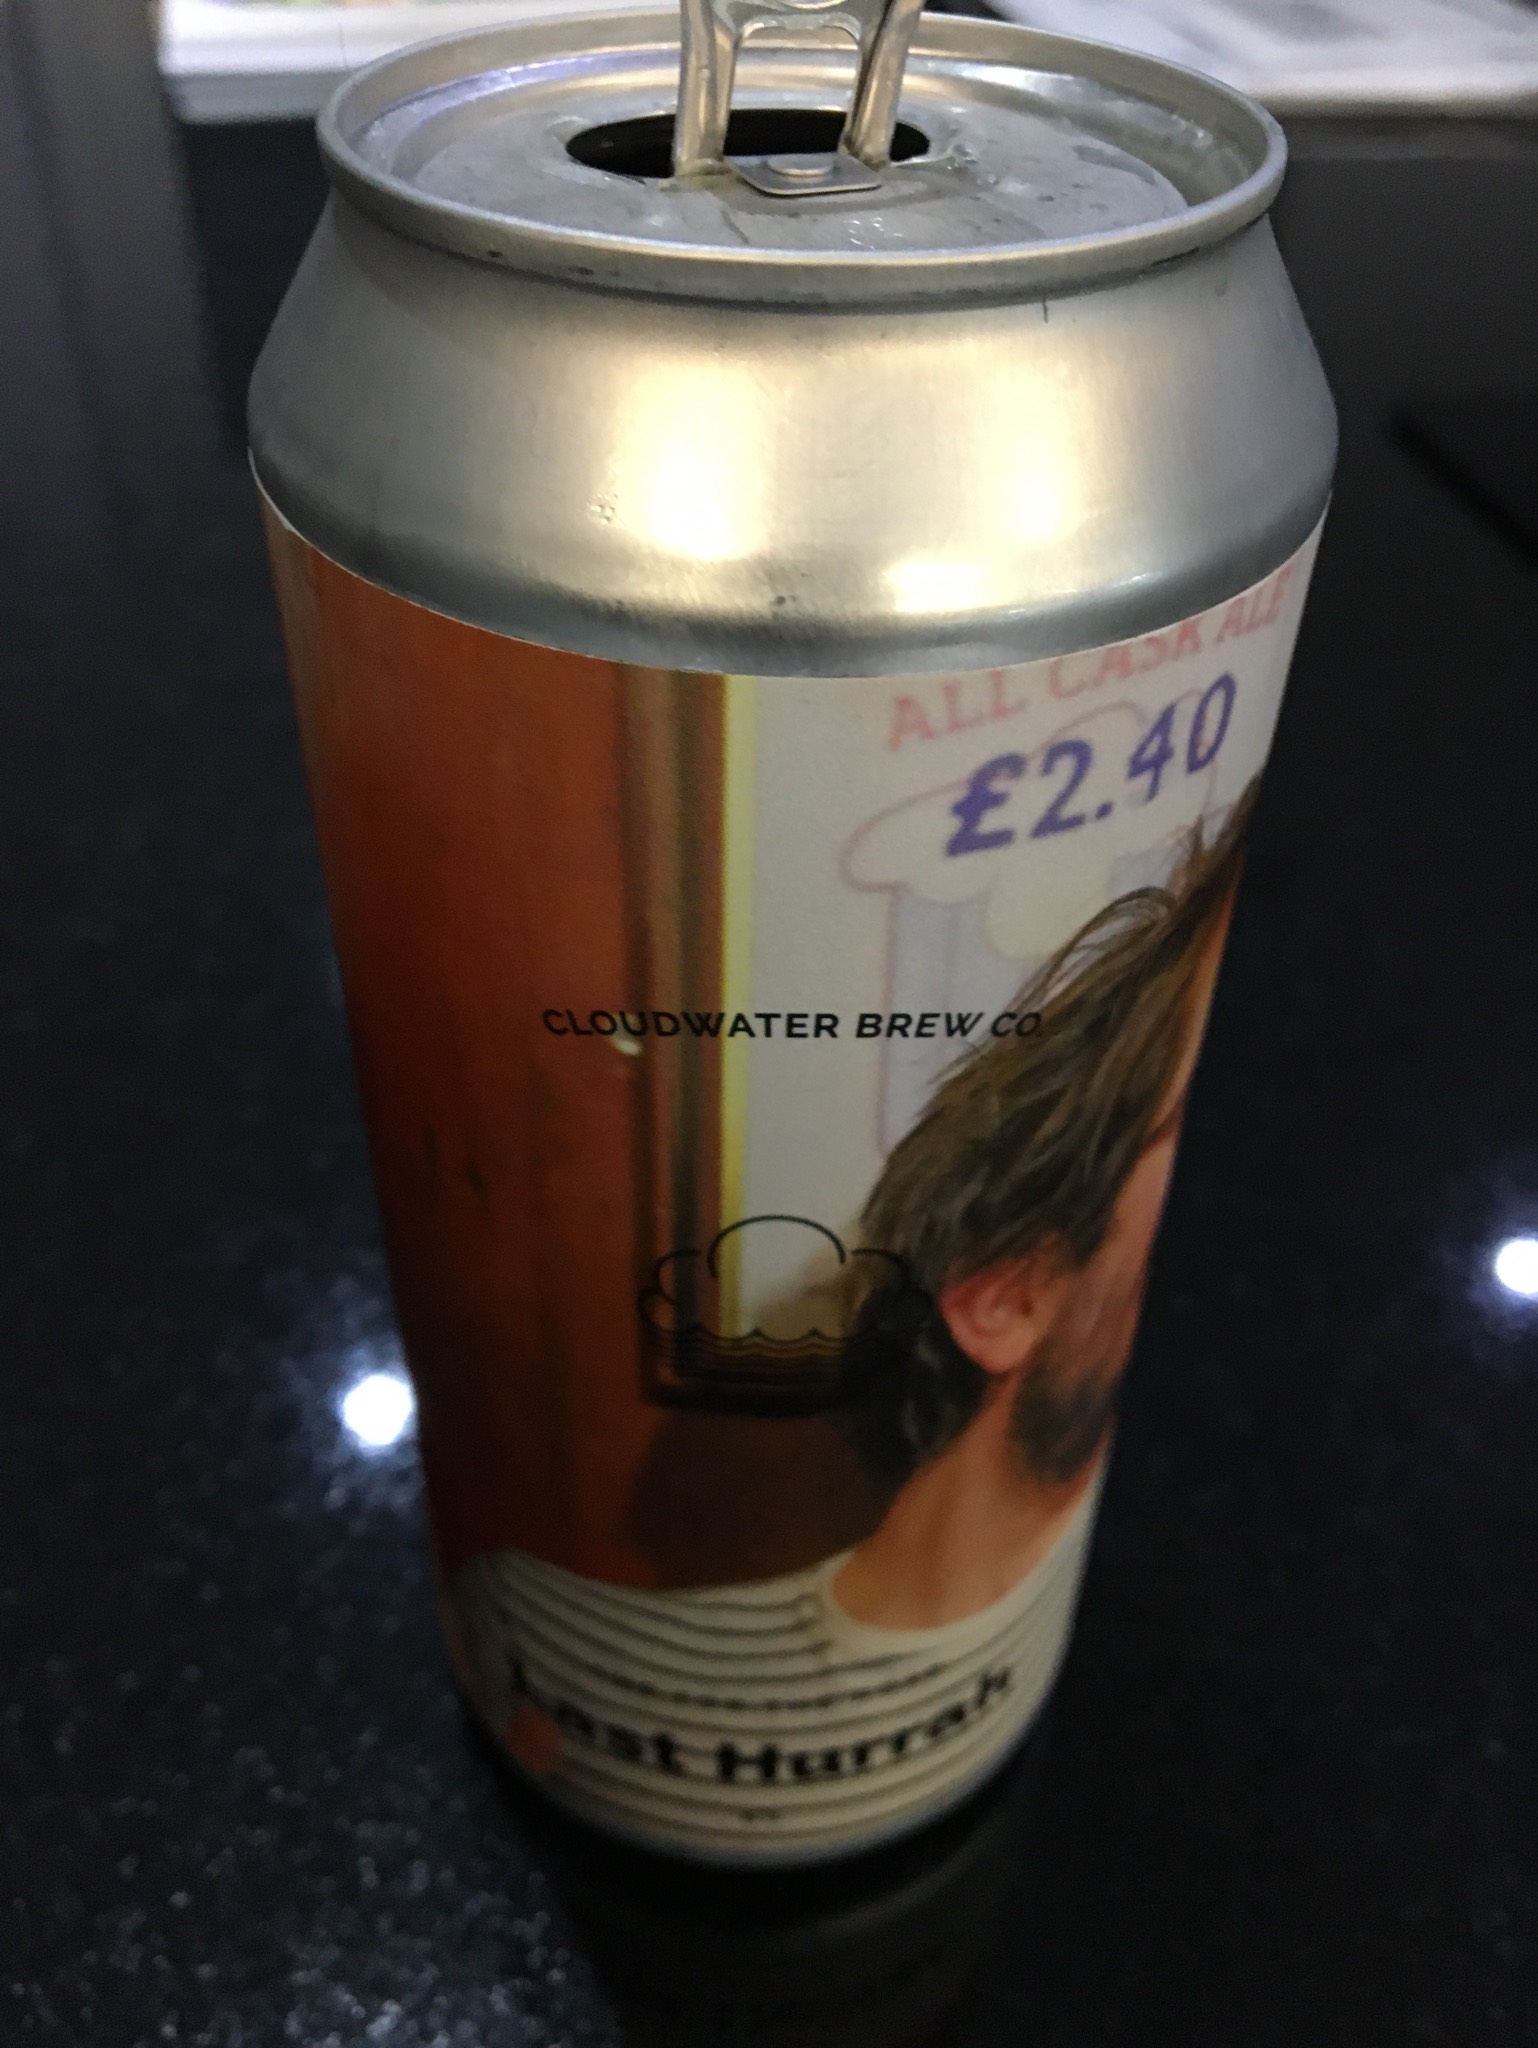 ALL CASK ALE
£2.40
CLOUDWATER BREW CO.
Last Hurrah